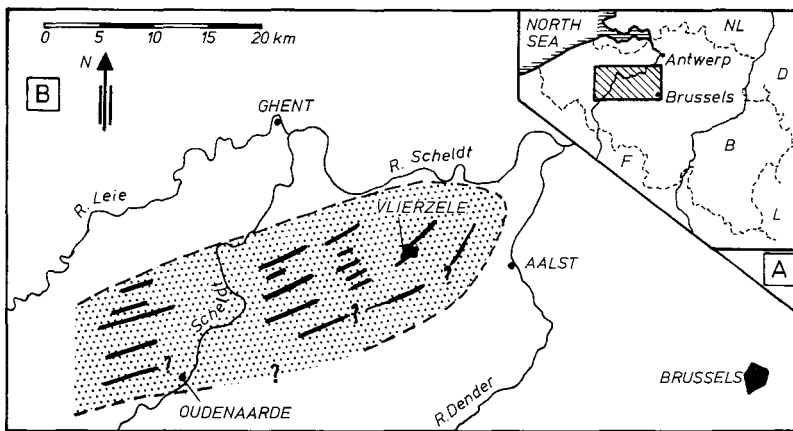 0 5 10 15 20 km
N
B
GHENT
R. Leie
R. Scheldt
VLIERZELE
Scheldt
AALST
?
?
?
?
OUDENAARDE
R. Dender
BRUSSELS
NORTH
SEA
NL
Antwerp
Brussels
D
F
B
L
A